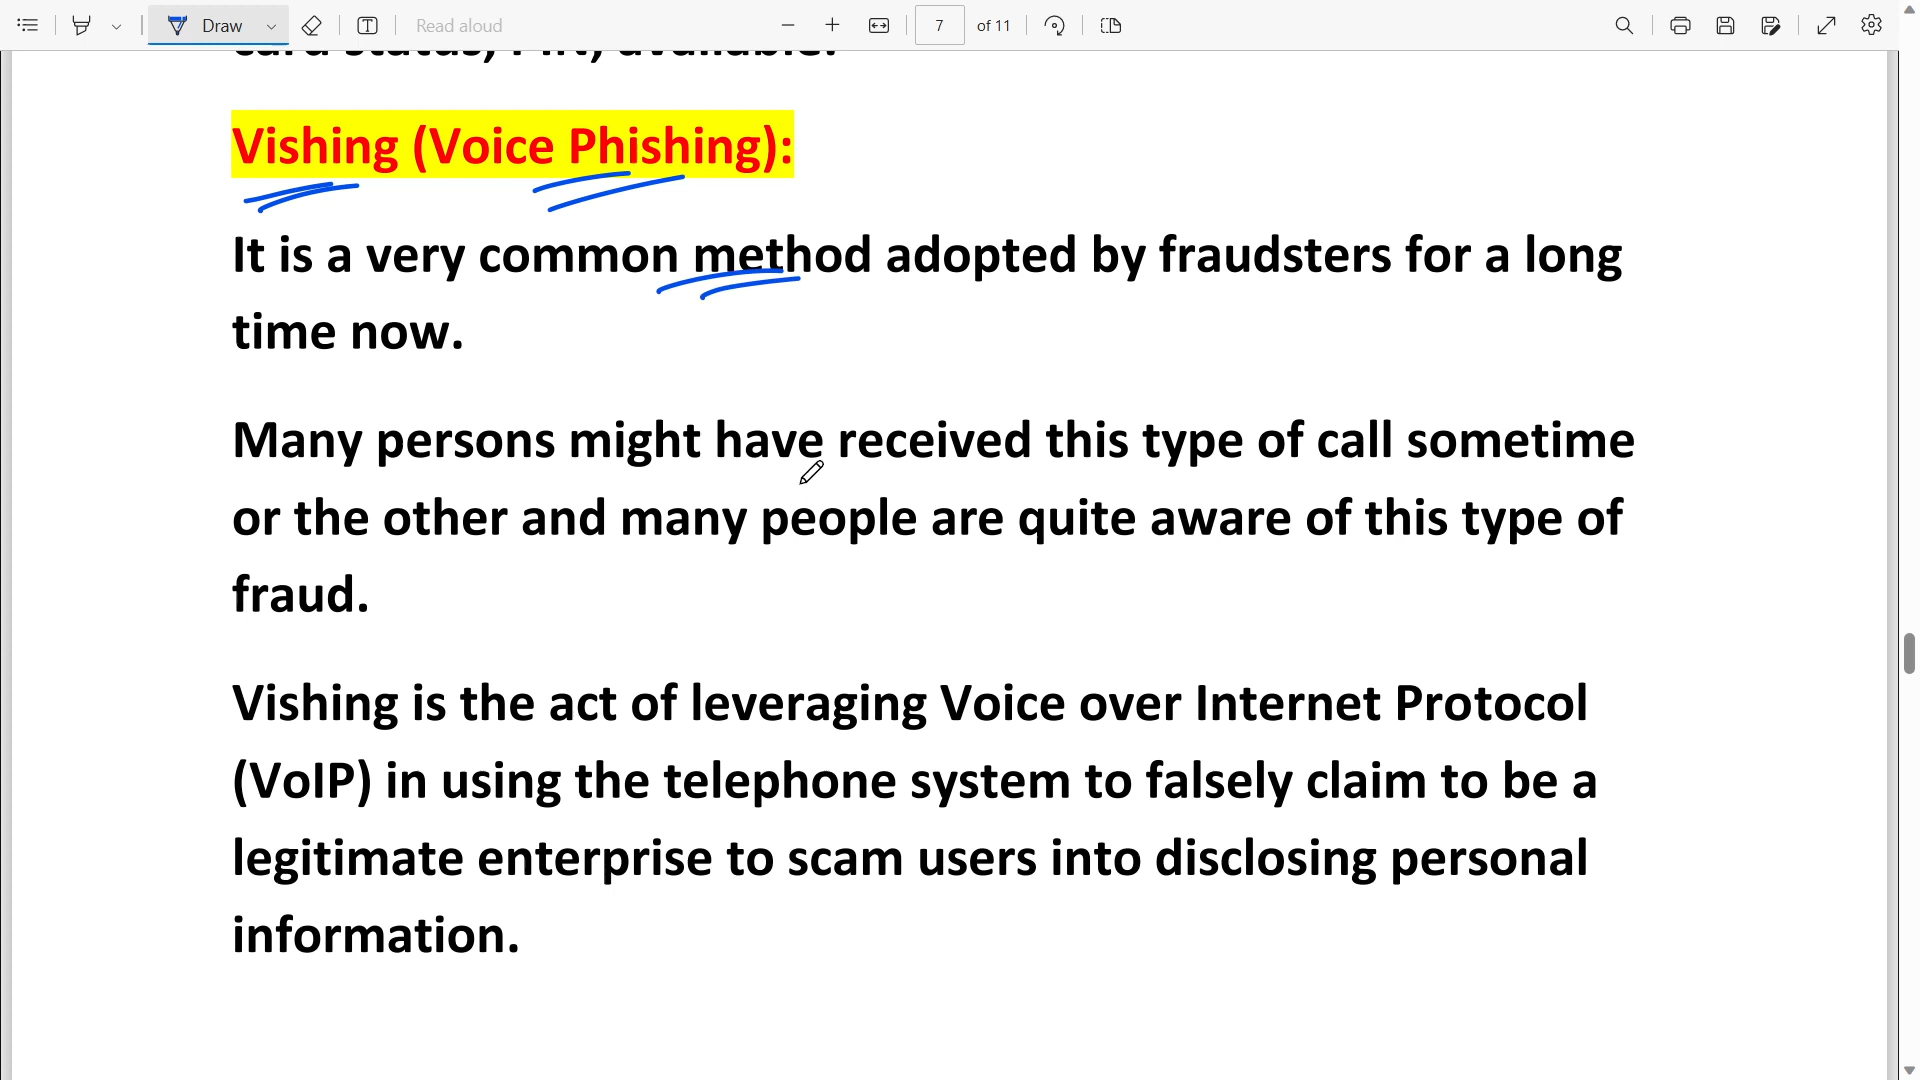 Draw
Read aloud
7 of 11
Vishing (Voice Phishing):
It is a very common method adopted by fraudsters for a long
time now.
Many persons might have received this type of call sometime
or the other and many people are quite aware of this type of
fraud.
Vishing is the act of leveraging Voice over Internet Protocol
(VoIP) in using the telephone system to falsely claim to be a
legitimate enterprise to scam users into disclosing personal
information.